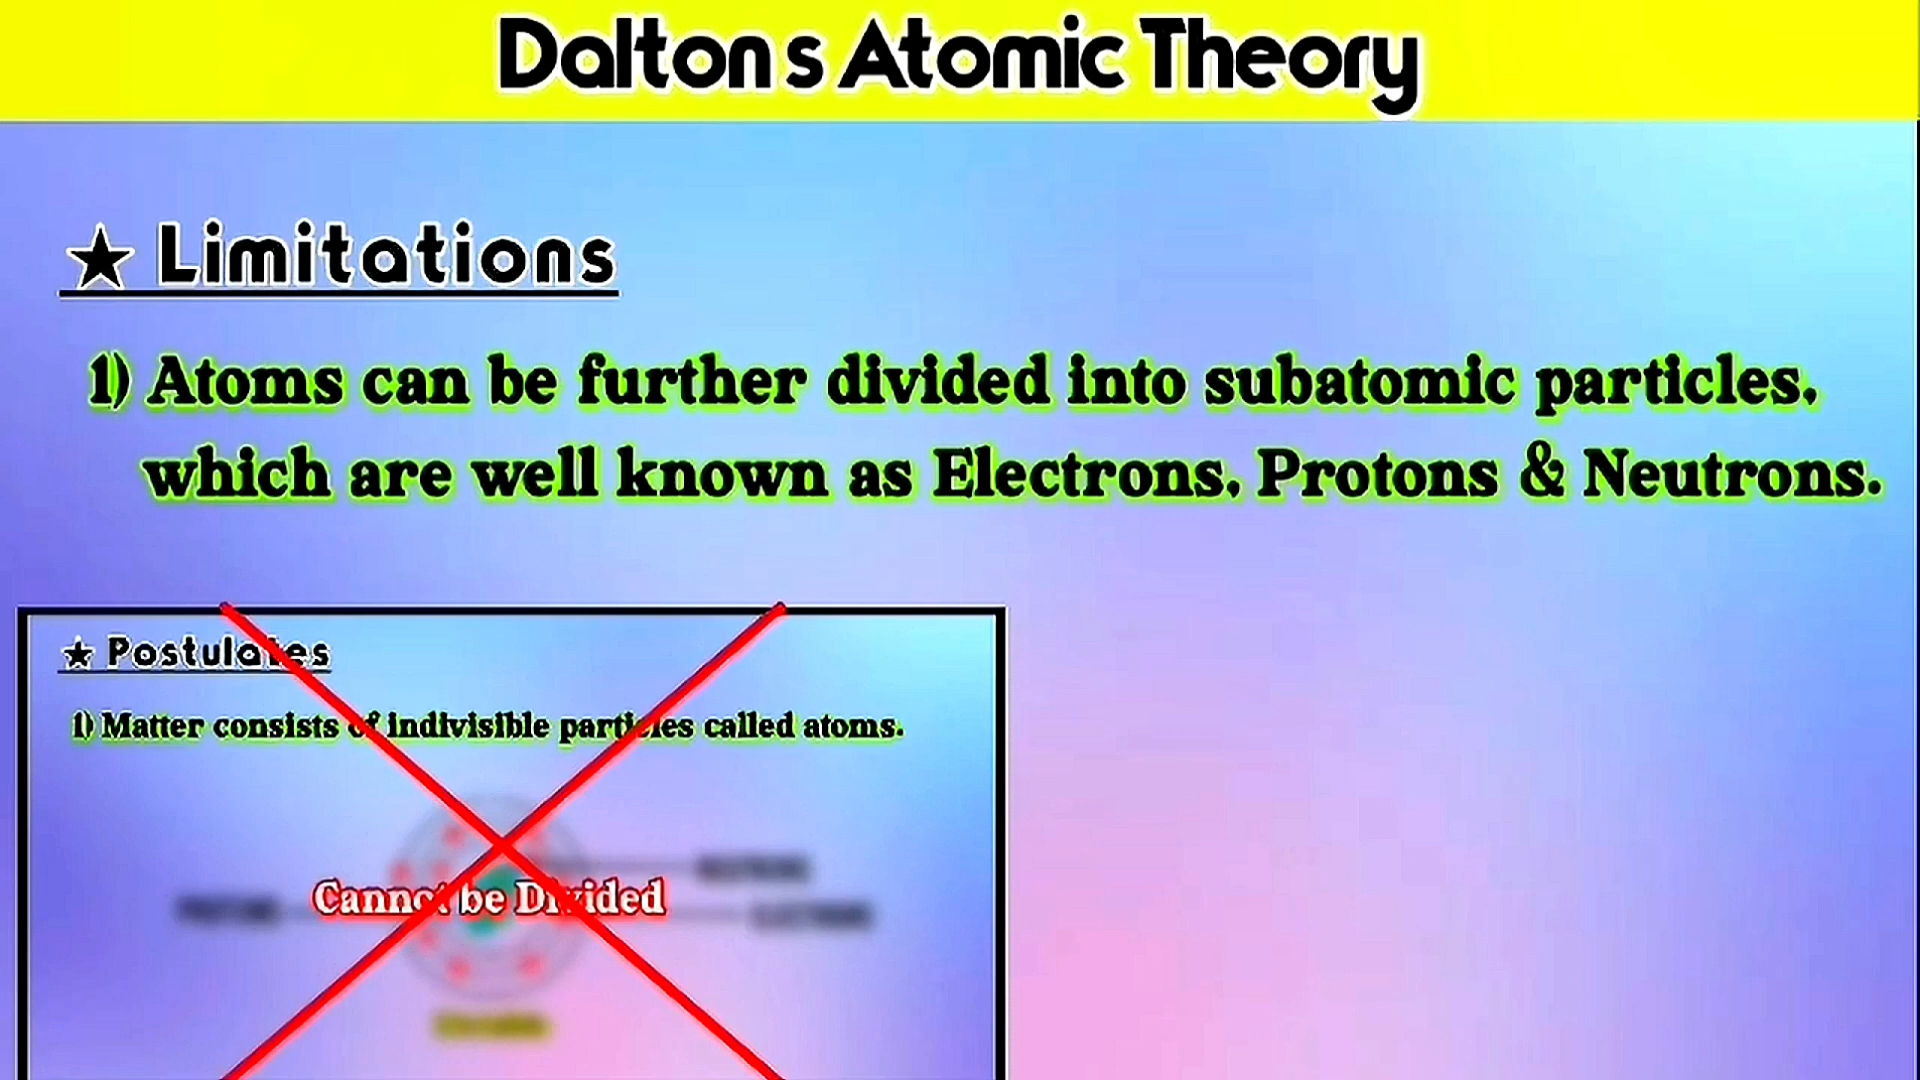 Dalton s Atomic Theory
★ Limitations
1) Atoms can be further divided into subatomic particles,
which are well known as Electrons, Protons & Neutrons.
★ Postulates
1) Matter consists of indivisible particles called atoms.
Cannot be Divided